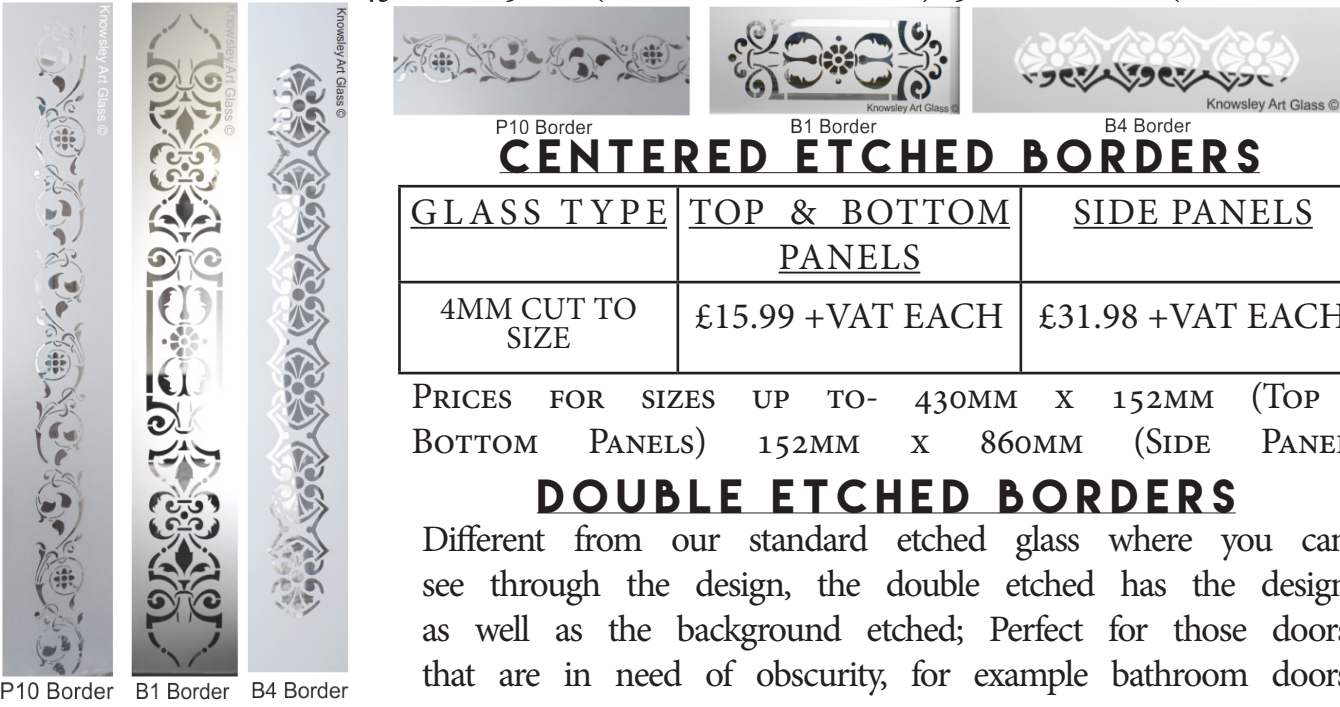 Knowsley Art Glass ©
Knowsley Art Glass ©
Knowsley Art Glass ©
Knowsley Art Glass ©
Knowsley Art Glass ©
P10 Border
B1 Border
B4 Border
P10 Border B1 Border B4 Border
CENTERED ETCHED BORDERS
GLASS TYPE
TOP & BOTTOM
PANELS
SIDE PANELS
4MM CUT TO
SIZE
£15.99 +VAT EACH
£31.98 +VAT EACH
Prices for sizes up to- 430mm x 152mm (Top
Bottom Panels) 152mm x 860mm (Side
DOUBLE ETCHED BORDERS
Different from our standard etched glass where you can
see through the design, the double etched has the design
as well as the background etched; Perfect for those doors
that are in need of obscurity, for example bathroom doors